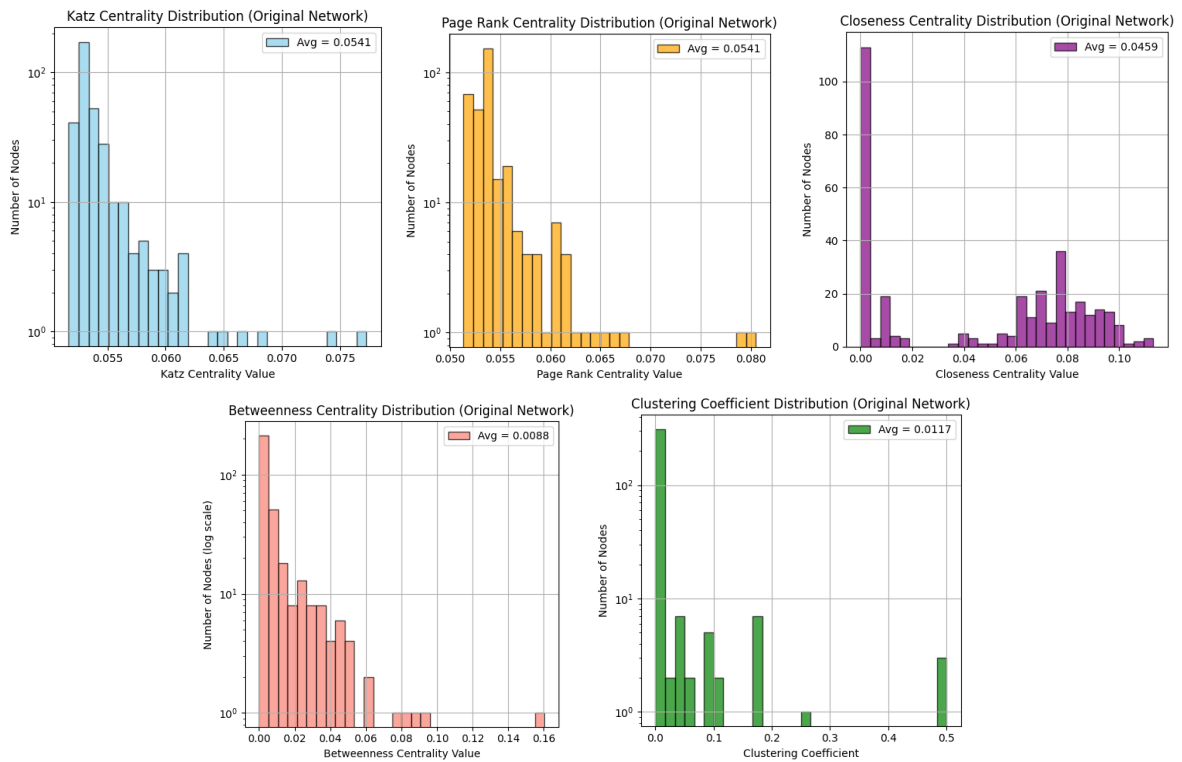 Katz Centrality Distribution (Original Network)
Avg = 0.0541
10²
10¹
10⁰
Number of Nodes
0.055 0.060 0.065 0.070 0.075
Katz Centrality Value
Page Rank Centrality Distribution (Original Network)
Avg = 0.0541
10²
10¹
10⁰
Number of Nodes
0.050 0.055 0.060 0.065 0.070 0.075 0.080
Page Rank Centrality Value
Closeness Centrality Distribution (Original Network)
Avg = 0.0459
100
80
60
40
20
0
Number of Nodes
0.00 0.02 0.04 0.06 0.08 0.10
Closeness Centrality Value
Betweenness Centrality Distribution (Original Network)
Avg = 0.0088
10²
10¹
10⁰
Number of Nodes (log scale)
0.00 0.02 0.04 0.06 0.08 0.10 0.12 0.14 0.16
Betweenness Centrality Value
Clustering Coefficient Distribution (Original Network)
Avg = 0.0117
10²
10¹
10⁰
Number of Nodes
0.0 0.1 0.2 0.3 0.4 0.5
Clustering Coefficient